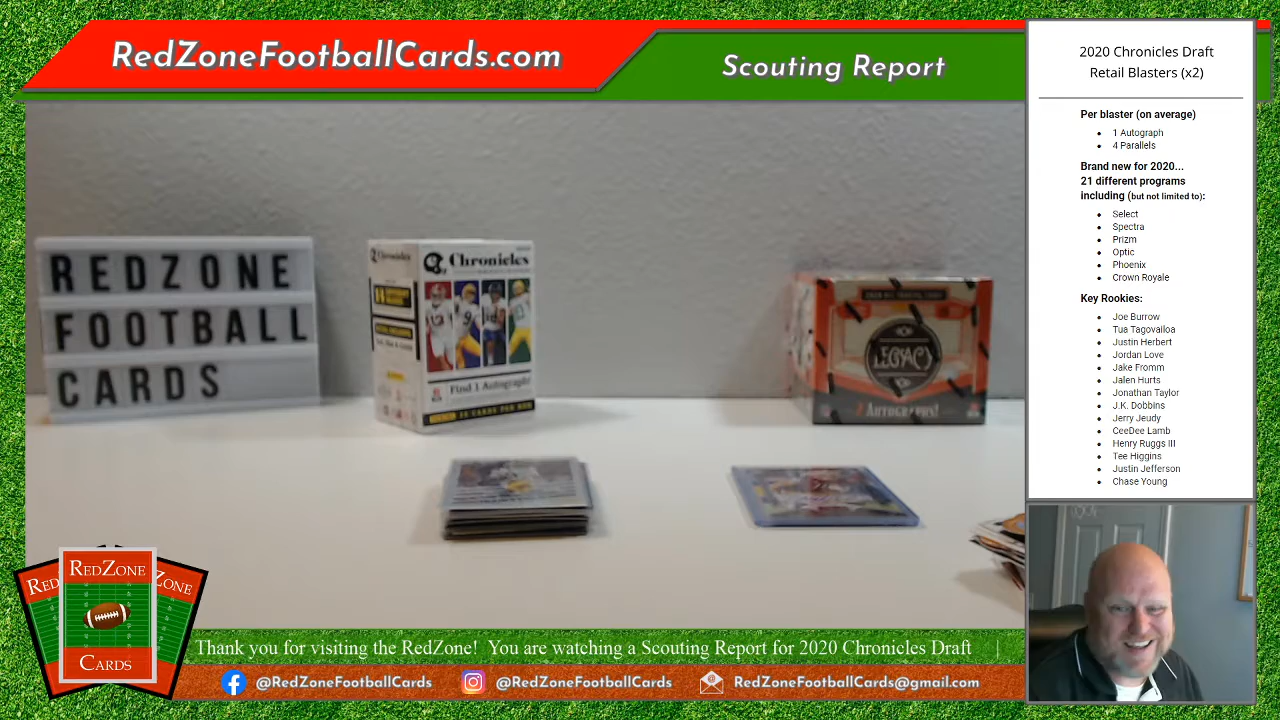 RedZoneFootballCards.com
Scouting Report
2020 Chronicles Draft
Retail Blasters (x2)
Per blaster (on average)
1 Autograph
4 Parallels
Brand new for 2020...
21 different programs
including (but not limited to):
Select
Spectra
Prizm
Optic
Phoenix
Crown Royale
Key Rookies:
Joe Burrow
Tua Tagovailoa
Justin Herbert
Jordan Love
Jake Fromm
Jalen Hurts
Jonathan Taylor
J.K. Dobbins
Jerry Jeudy
CeeDee Lamb
Henry Ruggs III
Tee Higgins
Justin Jefferson
Chase Young
REDZONE
FOOTBALL
CARDS
Chronicles
Chronicles
Find 1 Autograph!
LEGACY
AUTOGRAPHS!
RED
REDZONE
ZONE
CARDS
Thank you for visiting the RedZone! You are watching a Scouting Report for 2020 Chronicles Draft |
@RedZoneFootballCards
@RedZoneFootballCards
RedZoneFootballCards@gmail.com